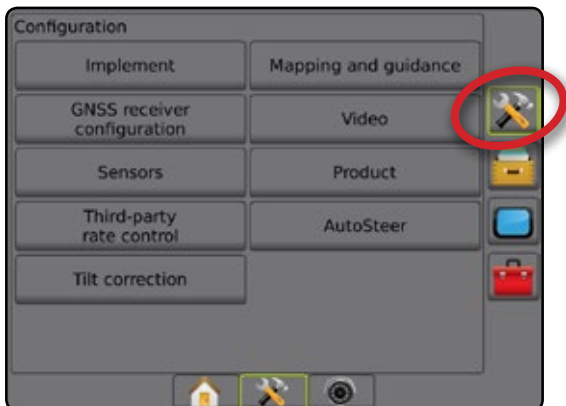 Configuration
Implement
Mapping and guidance
GNSS receiver
configuration
Video
Sensors
Product
Third-party
rate control
AutoSteer
Tilt correction